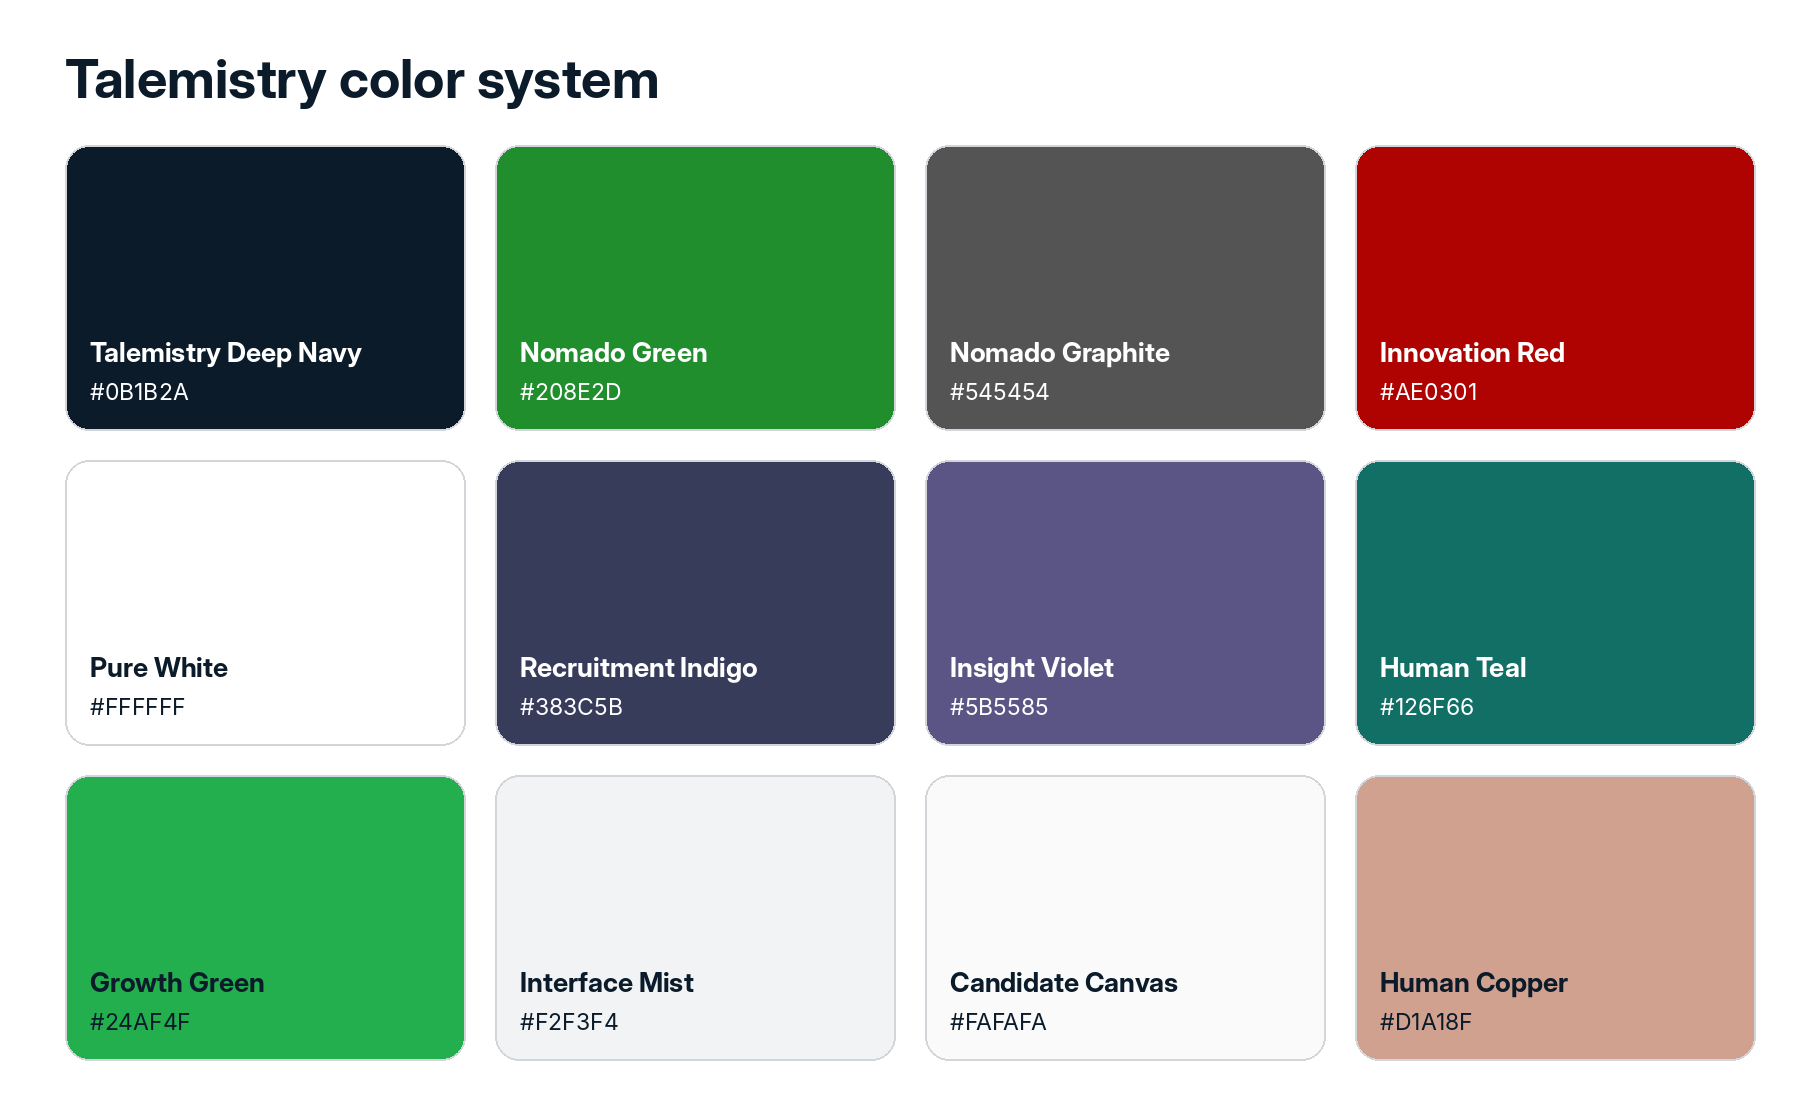 Talemistry color system
Talemistry Deep Navy
#0B1B2A
Nomado Green
#208E2D
Nomado Graphite
#545454
Innovation Red
#AE0301
Pure White
#FFFFFF
Recruitment Indigo
#383C5B
Insight Violet
#5B5585
Human Teal
#126F66
Growth Green
#24AF4F
Interface Mist
#F2F3F4
Candidate Canvas
#FAFAFA
Human Copper
#D1A18F